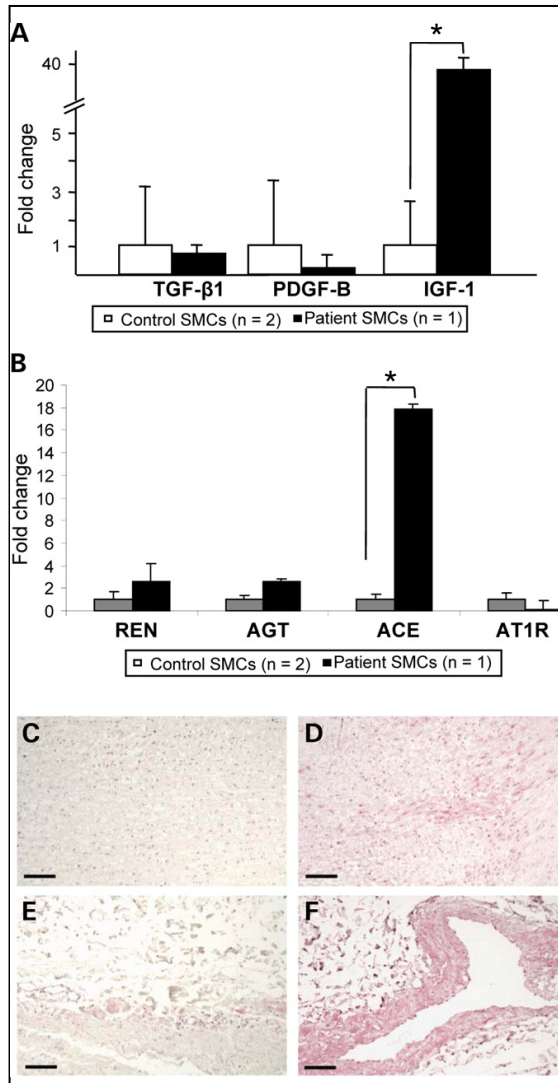 A
*
40
5
3
1
Fold change
TGF-β1 PDGF-B IGF-1
Control SMCs (n = 2) Patient SMCs (n = 1)
B
*
20
18
16
14
12
10
8
6
4
2
0
Fold change
REN AGT ACE AT1R
Control SMCs (n = 2) Patient SMCs (n = 1)
C D
E F